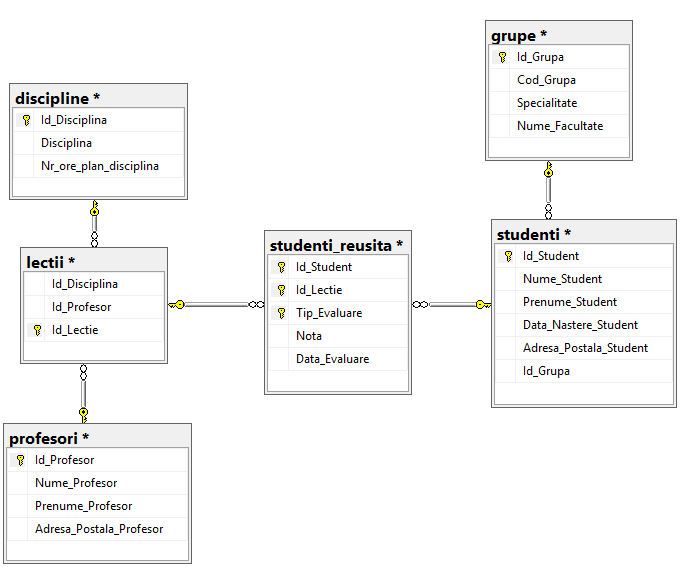 grupe *
Id_Grupa
Cod_Grupa
Specialitate
Nume_Facultate
discipline *
Id_Disciplina
Disciplina
Nr_ore_plan_disciplina
lectii *
Id_Disciplina
Id_Profesor
Id_Lectie
studenti_reusita *
Id_Student
Id_Lectie
Tip_Evaluare
Nota
Data_Evaluare
studenti *
Id_Student
Nume_Student
Prenume_Student
Data_Nastere_Student
Adresa_Postala_Student
Id_Grupa
profesori *
Id_Profesor
Nume_Profesor
Prenume_Profesor
Adresa_Postala_Profesor